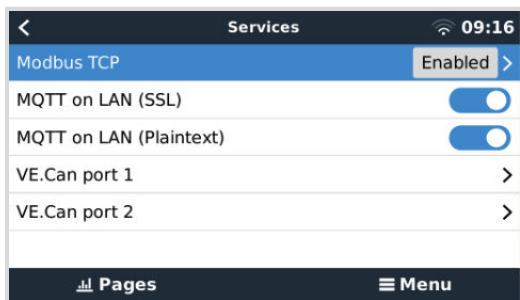 Services 09:16
Modbus TCP Enabled
MQTT on LAN (SSL)
MQTT on LAN (Plaintext)
VE.Can port 1
VE.Can port 2
Pages Menu